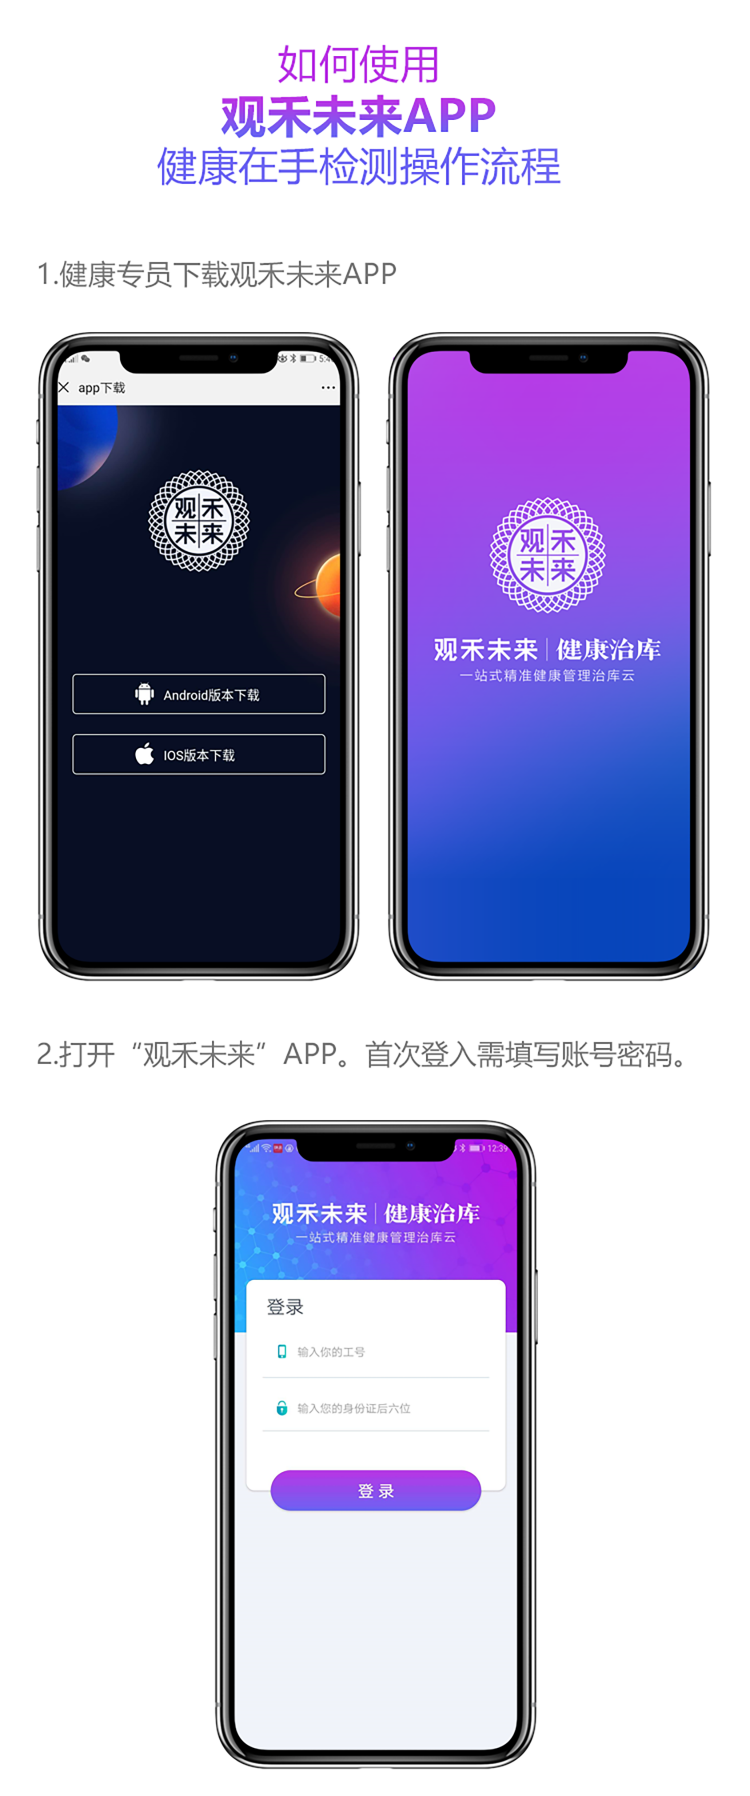 如何使用
观禾未来APP
健康在手检测操作流程
1.健康专员下载观禾未来APP
app下载
观禾
未来
Android版本下载
IOS版本下载
观禾
未来
观禾未来|健康治库
一站式精准健康管理治库云
2.打开“观禾未来”APP。首次登入需填写账号密码。
12:39
观禾未来|健康治库
一站式精准健康管理治库云
登录
输入你的工号
输入您的身份证后六位
登录